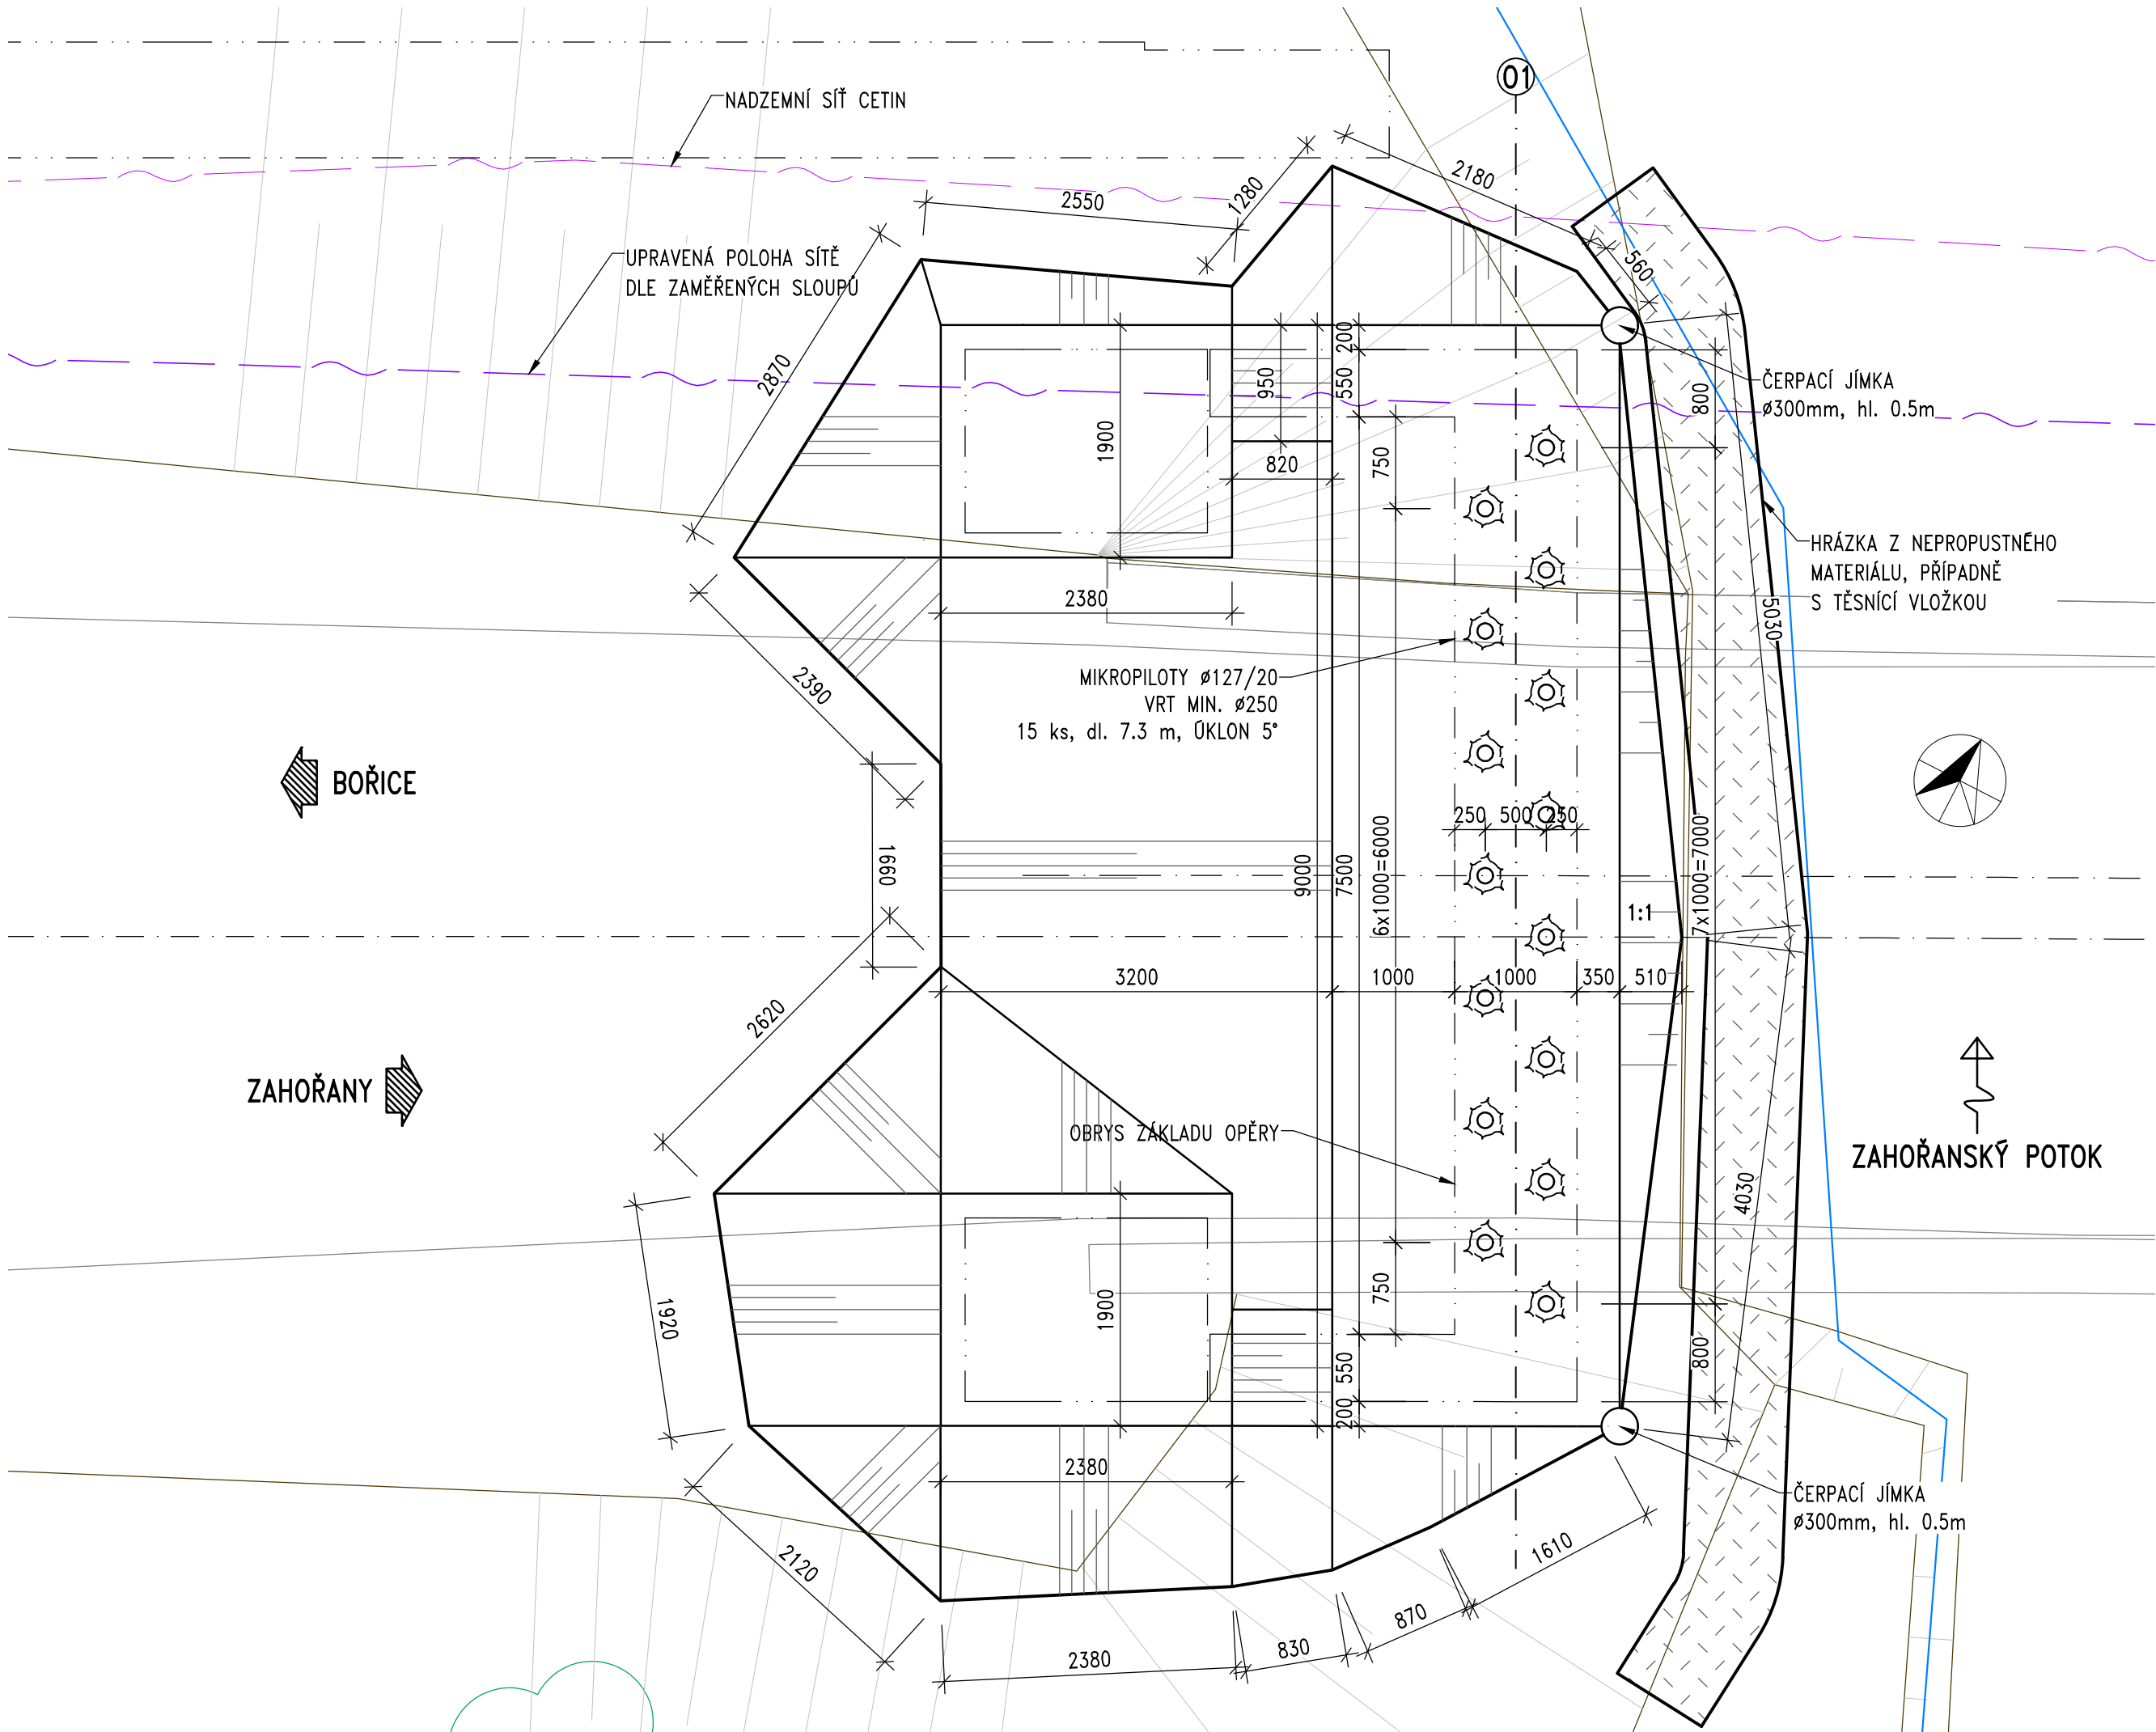 01
NADZEMNÍ SÍŤ CETIN
2180
1280
2550
UPRAVENÁ POLOHA SÍTĚ
DLE ZAMĚŘENÝCH SLOUPŮ
560
200
2870
950
550
800
ČERPACÍ JÍMKA
ø300mm, hl. 0.5m
1900
820
750
HRÁZKA Z NEPROPUSTNÉHO
MATERIÁLU, PŘÍPADNĚ
S TĚSNÍCÍ VLOŽKOU
2380
5030
2390
MIKROPILOTY ø127/20
VRT MIN. ø250
15 ks, dl. 7.3 m, ÚKLON 5°
BOŘICE
250 500 250
1660
9000
7500
6x1000=6000
7x1000=7000
1:1
3200
1000
1000
350
510
2620
ZAHOŘANY
OBRYS ZÁKLADU OPĚRY
ZAHOŘANSKÝ POTOK
4030
1920
1900
750
550
800
200
2380
ČERPACÍ JÍMKA
ø300mm, hl. 0.5m
2120
1610
870
830
2380